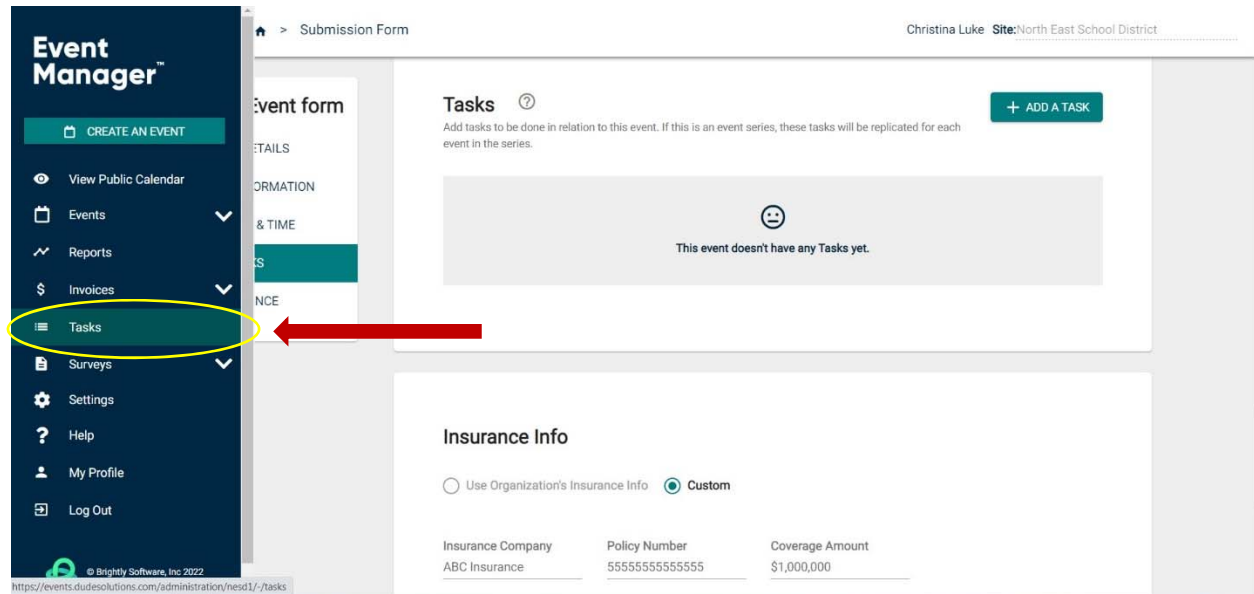 Event
Manager™
CREATE AN EVENT
View Public Calendar
Events
Reports
Invoices
Tasks
Surveys
Settings
Help
My Profile
Log Out
© Brightly Software, Inc 2022
https://events.dudesolutions.com/administration/nesd1/-/tasks
> Submission Form
Christina Luke Site: North East School District
Event form
ETAILS
ORMATION
& TIME
KS
NCE
Tasks
+ ADD A TASK
Add tasks to be done in relation to this event. If this is an event series, these tasks will be replicated for each
event in the series.
This event doesn't have any Tasks yet.
Insurance Info
Use Organization's Insurance Info Custom
Insurance Company Policy Number Coverage Amount
ABC Insurance 55555555555555 $1,000,000